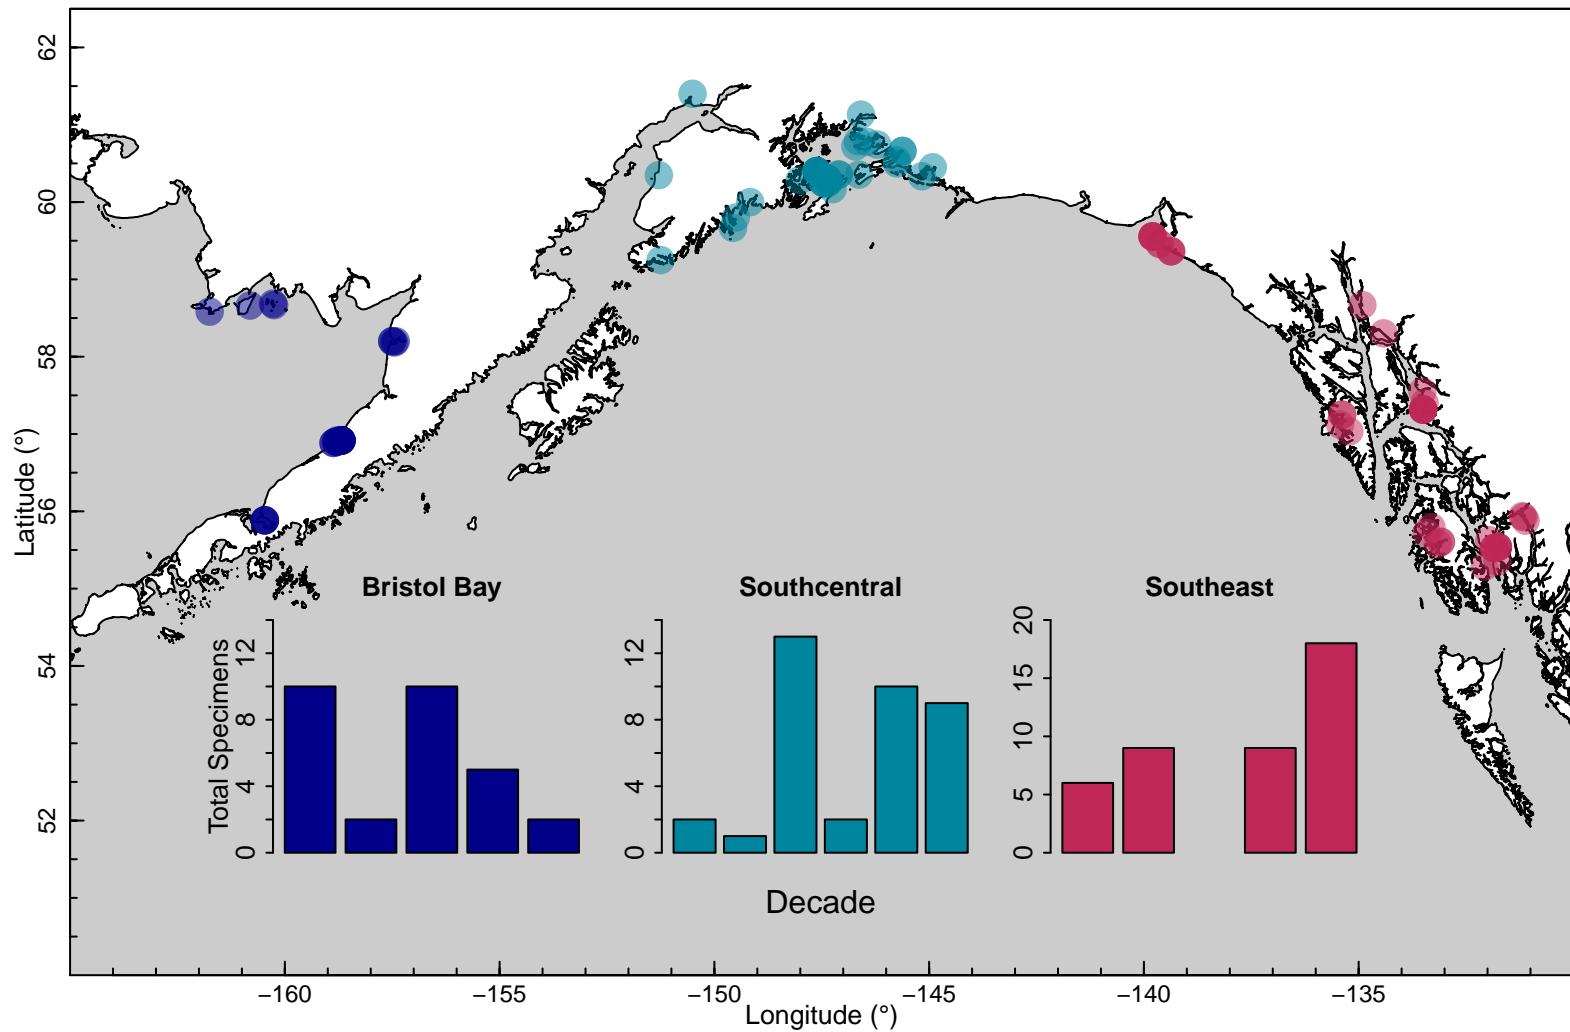 62
60
58
56
54
52
Latitude (°)
Bristol Bay
Southcentral
Southeast
Total Specimens
0 4 8 12
0 4 8 12
0 5 10 15 20
Decade
−160 −155 −150 −145 −140 −135
Longitude (°)